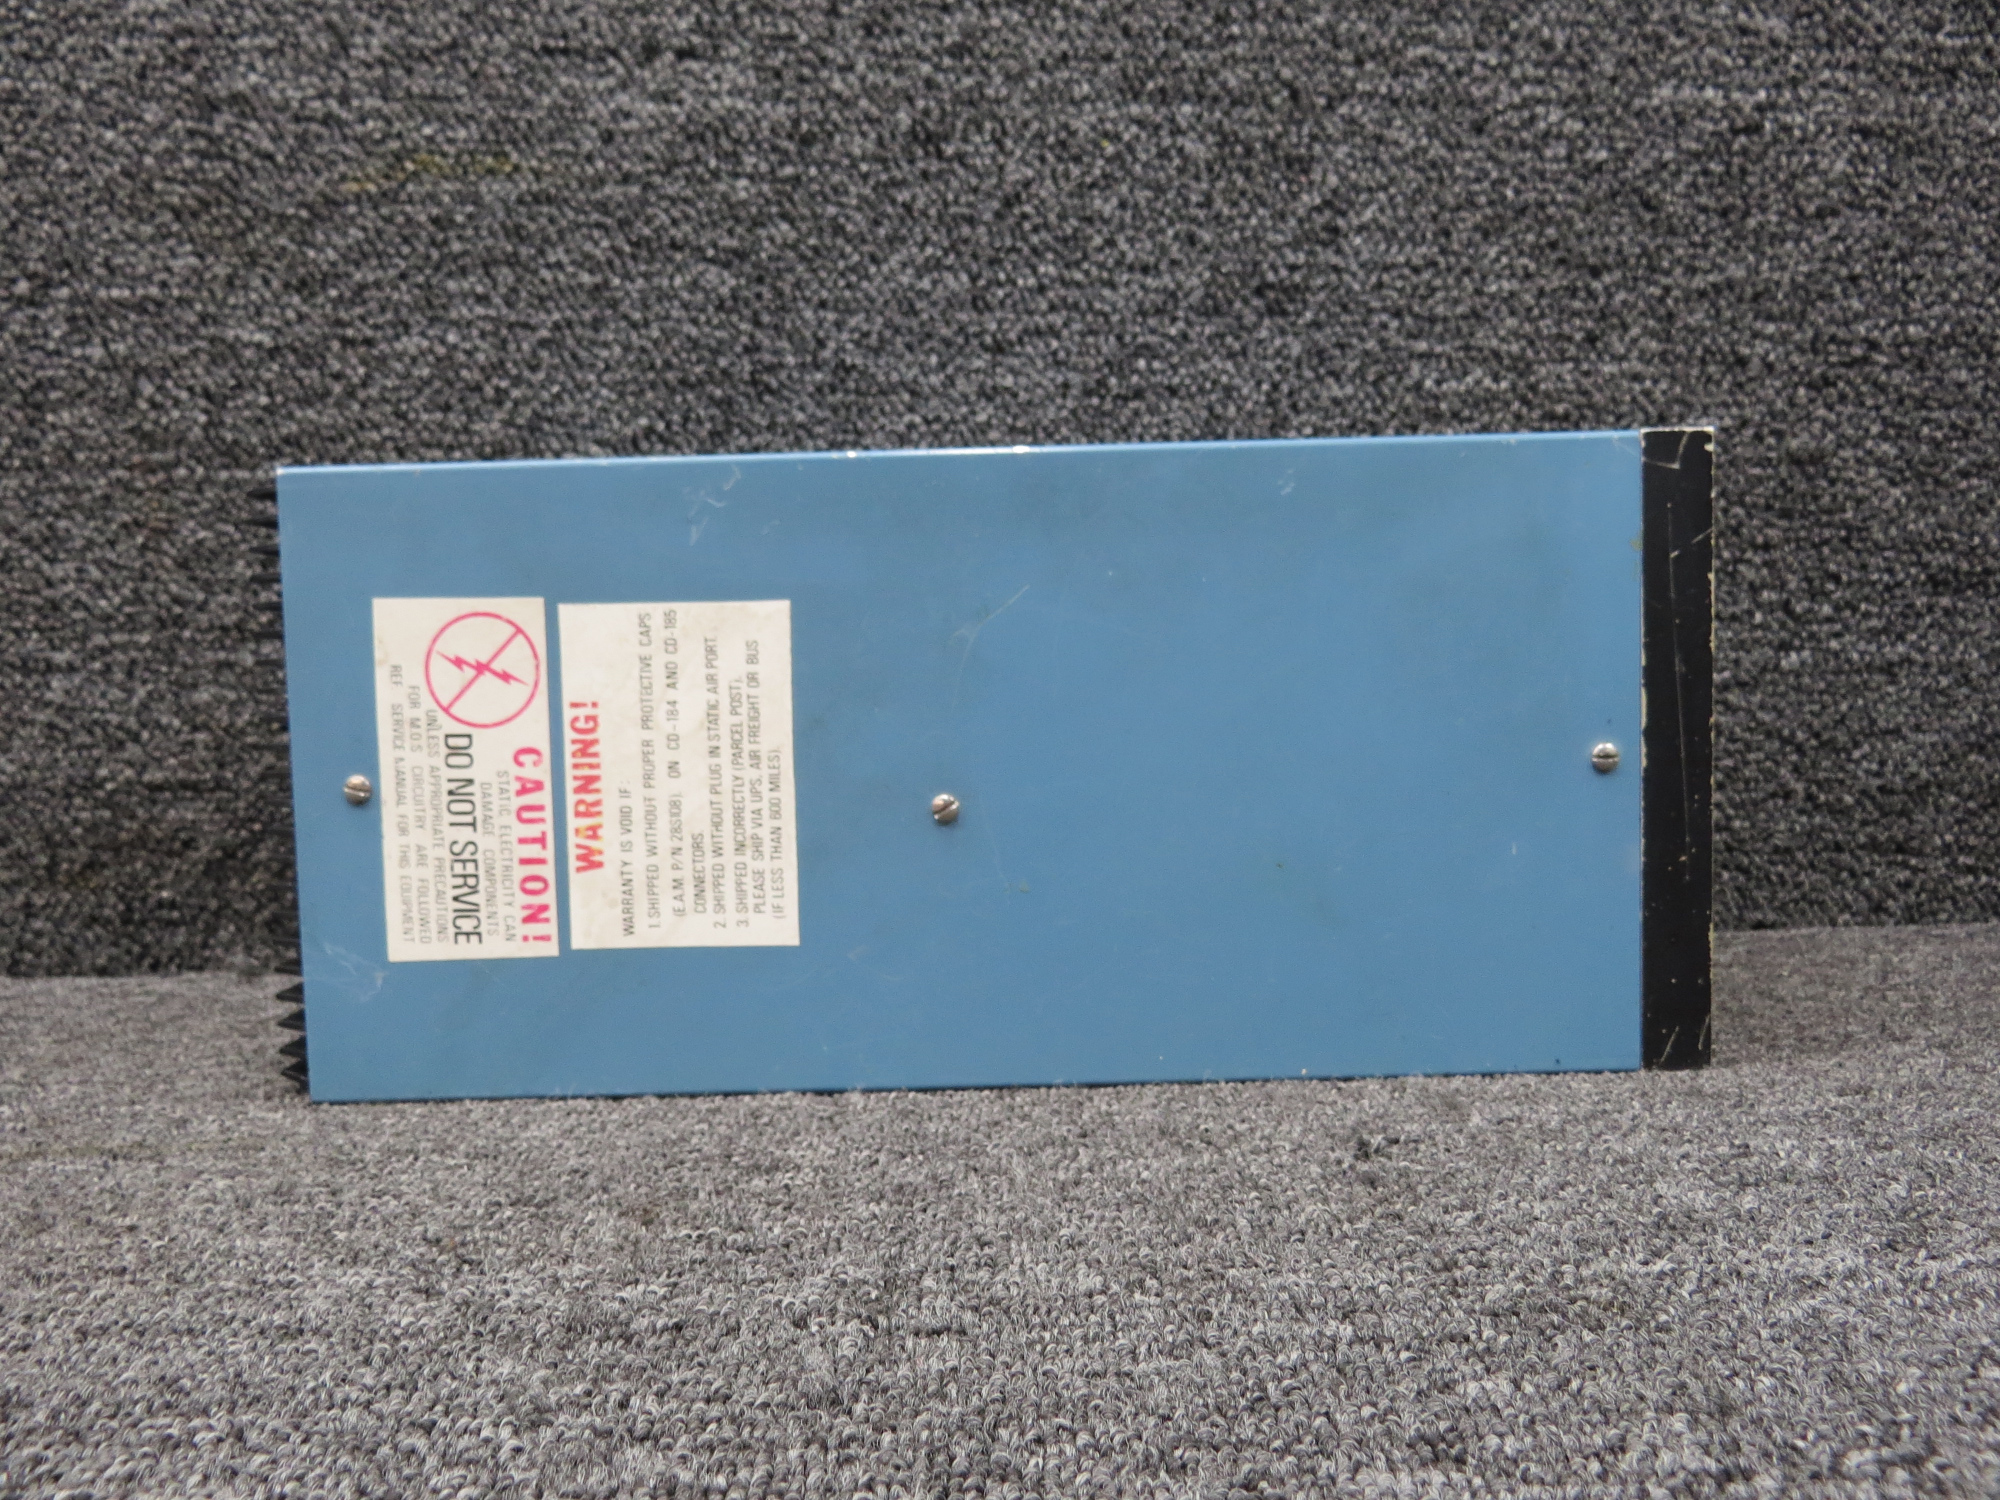 CAUTION!
STATIC ELECTRICITY CAN
DAMAGE COMPONENTS
DO NOT SERVICE
UNLESS APPROPRIATE PRECAUTIONS
FOR M.O.S. CIRCUITRY ARE FOLLOWED
REF. SERVICE MANUAL FOR THIS EQUIPMENT
WARNING!
WARRANTY IS VOID IF:
1. SHIPPED WITHOUT PROPER PROTECTIVE CAPS
(E.A.M. P/N 28S108). ON CD-184 AND CD-185
CONNECTORS.
2. SHIPPED WITHOUT PLUG IN STATIC AIR PORT.
3. SHIPPED INCORRECTLY (PARCEL POST).
PLEASE SHIP VIA UPS, AIR FREIGHT OR BUS
(IF LESS THAN 600 MILES).